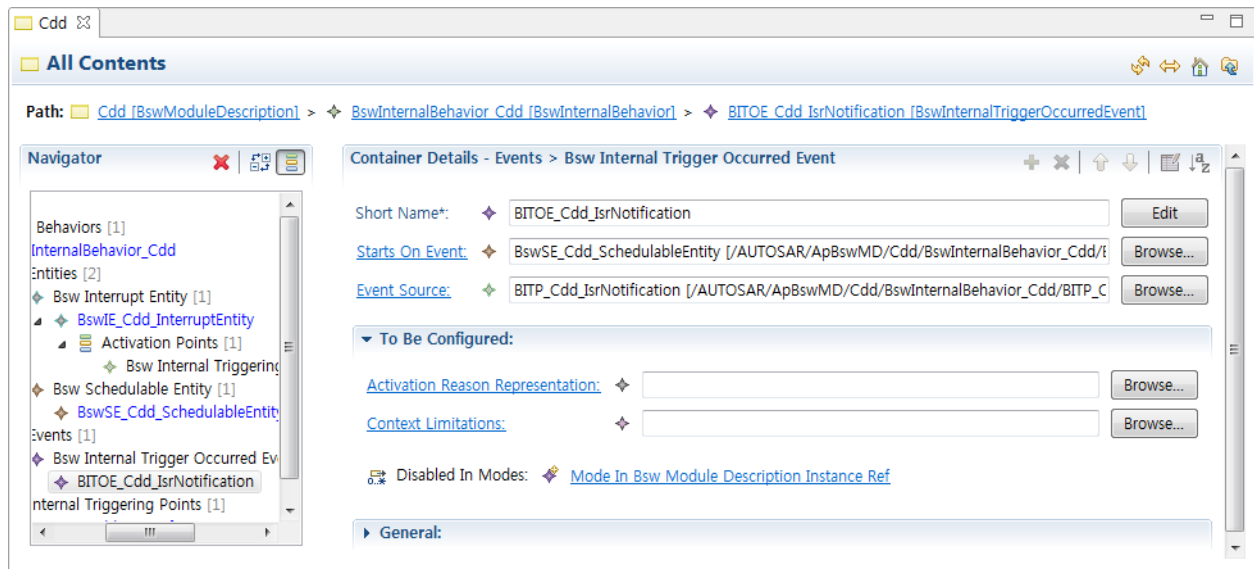 Cdd
All Contents
Path: Cdd [BswModuleDescription] > BswInternalBehavior_Cdd [BswInternalBehavior] > BITOE_Cdd_IsrNotification [BswInternalTriggerOccurredEvent]
Navigator
Behaviors [1]
InternalBehavior_Cdd
Entities [2]
Bsw Interrupt Entity [1]
BswIE_Cdd_InterruptEntity
Activation Points [1]
Bsw Internal Triggering
Bsw Schedulable Entity [1]
BswSE_Cdd_SchedulableEntit
Events [1]
Bsw Internal Trigger Occurred Ev
BITOE_Cdd_IsrNotification
nternal Triggering Points [1]
Container Details - Events > Bsw Internal Trigger Occurred Event
Short Name*: BITOE_Cdd_IsrNotification Edit
Starts On Event: BswSE_Cdd_SchedulableEntity [/AUTOSAR/ApBswMD/Cdd/BswInternalBehavior_Cdd/B Browse...
Event Source: BITP_Cdd_IsrNotification [/AUTOSAR/ApBswMD/Cdd/BswInternalBehavior_Cdd/BITP_C Browse...
To Be Configured:
Activation Reason Representation: Browse...
Context Limitations: Browse...
Disabled In Modes: Mode In Bsw Module Description Instance Ref
General: